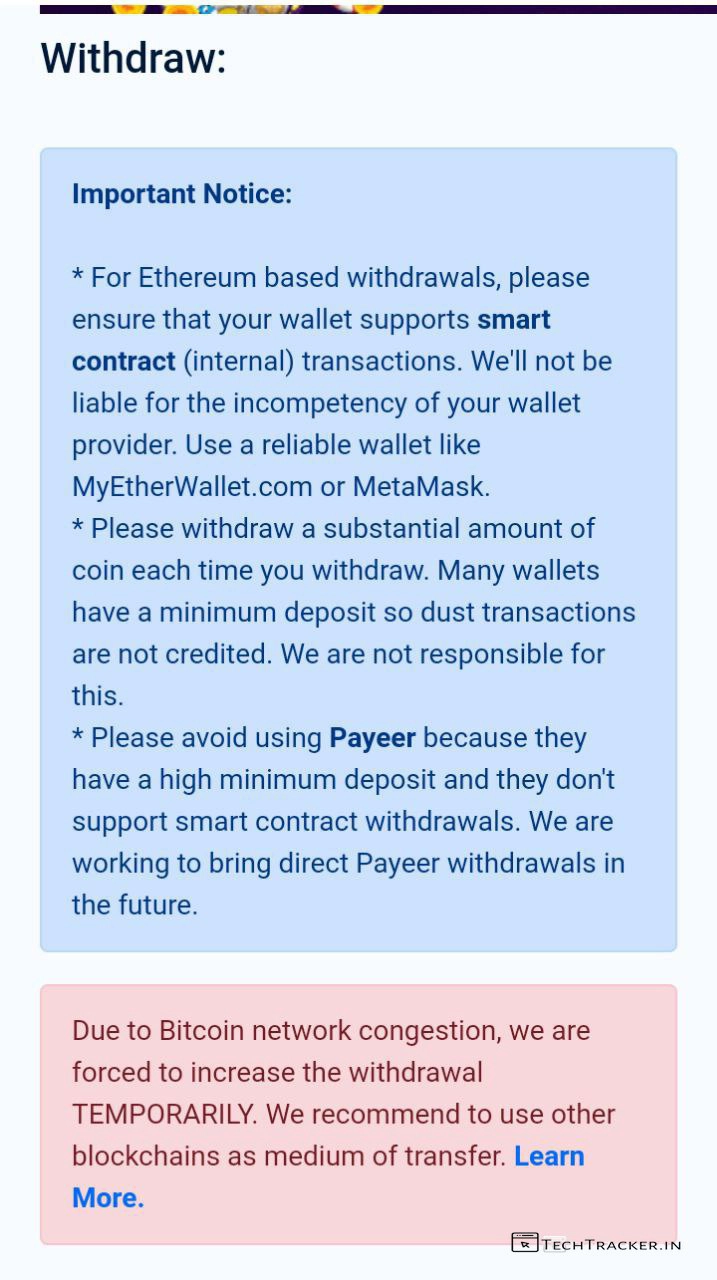 Withdraw:
Important Notice:
* For Ethereum based withdrawals, please
ensure that your wallet supports smart
contract (internal) transactions. We'll not be
liable for the incompetency of your wallet
provider. Use a reliable wallet like
MyEtherWallet.com or MetaMask.
* Please withdraw a substantial amount of
coin each time you withdraw. Many wallets
have a minimum deposit so dust transactions
are not credited. We are not responsible for
this.
* Please avoid using Payeer because they
have a high minimum deposit and they don't
support smart contract withdrawals. We are
working to bring direct Payeer withdrawals in
the future.
Due to Bitcoin network congestion, we are
forced to increase the withdrawal
TEMPORARILY. We recommend to use other
blockchains as medium of transfer. Learn
More.
TECHTRACKER.IN